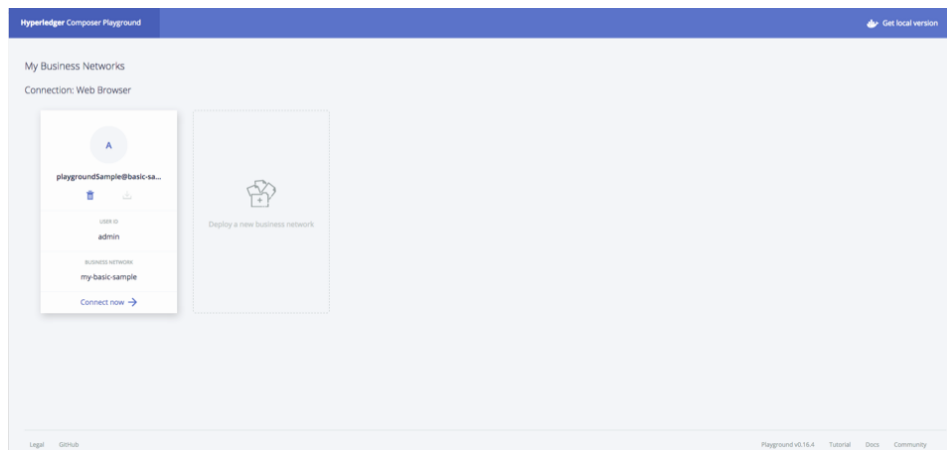 Hyperledger Composer Playground
Get local version
My Business Networks
Connection: Web Browser
A
playgroundSample@basic-sa...
USER ID
admin
BUSINESS NETWORK
my-basic-sample
Connect now
Deploy a new business network
Legal GitHub
Playground v0.16.4 Tutorial Docs Community